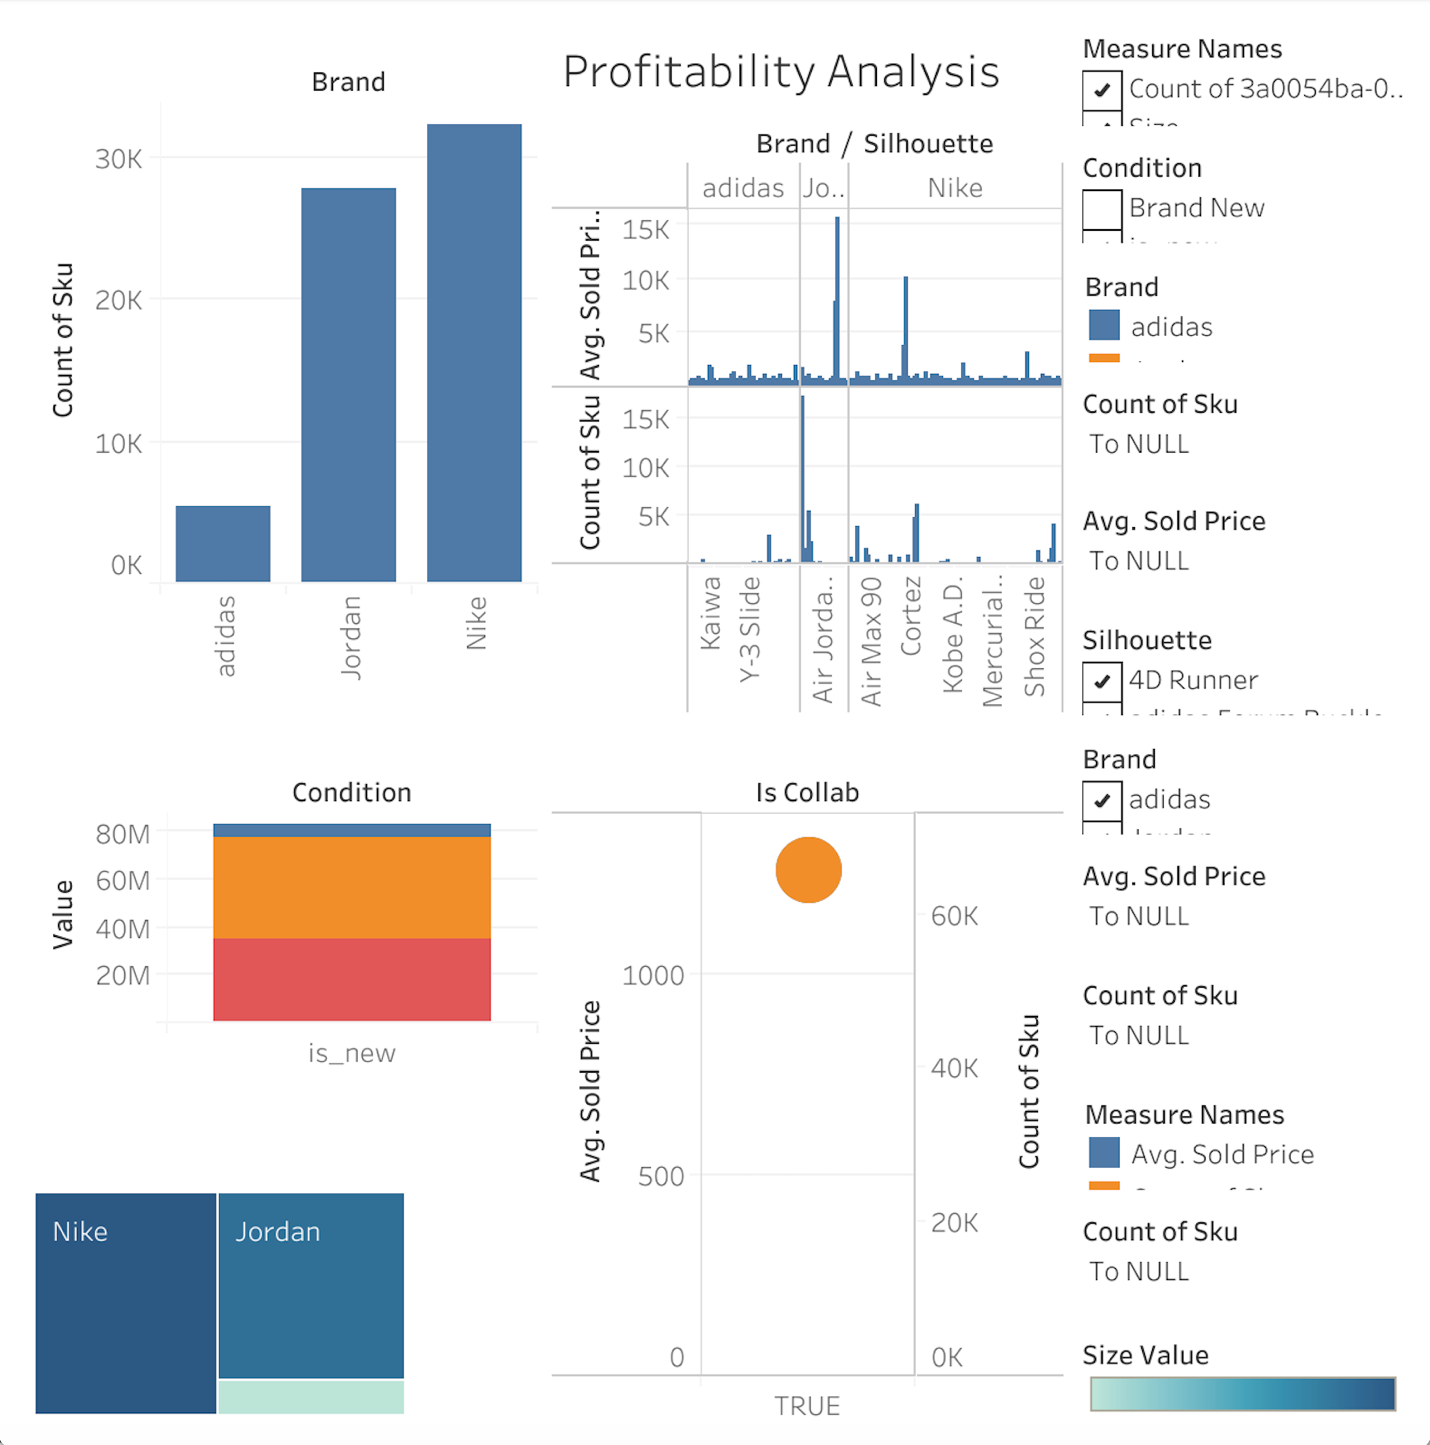 Profitability Analysis
Brand
Count of Sku
30K
20K
10K
0K
adidas
Jordan
Nike
Brand / Silhouette
adidas
Jo..
Nike
Avg. Sold Pri..
15K
10K
5K
Count of Sku
15K
10K
5K
Kaiwa
Y-3 Slide
Air Jorda..
Air Max 90
Cortez
Kobe A.D.
Mercurial..
Shox Ride
Condition
Value
80M
60M
40M
20M
is_new
Nike
Jordan
Is Collab
Avg. Sold Price
1000
500
0
60K
40K
20K
0K
Count of Sku
TRUE
Measure Names
Count of 3a0054ba-0..
Size
Condition
Brand New
is_new
Brand
adidas
Count of Sku
To NULL
Avg. Sold Price
To NULL
Silhouette
4D Runner
Brand
adidas
Jordan
Avg. Sold Price
To NULL
Count of Sku
To NULL
Measure Names
Avg. Sold Price
Count of Sku
To NULL
Size Value